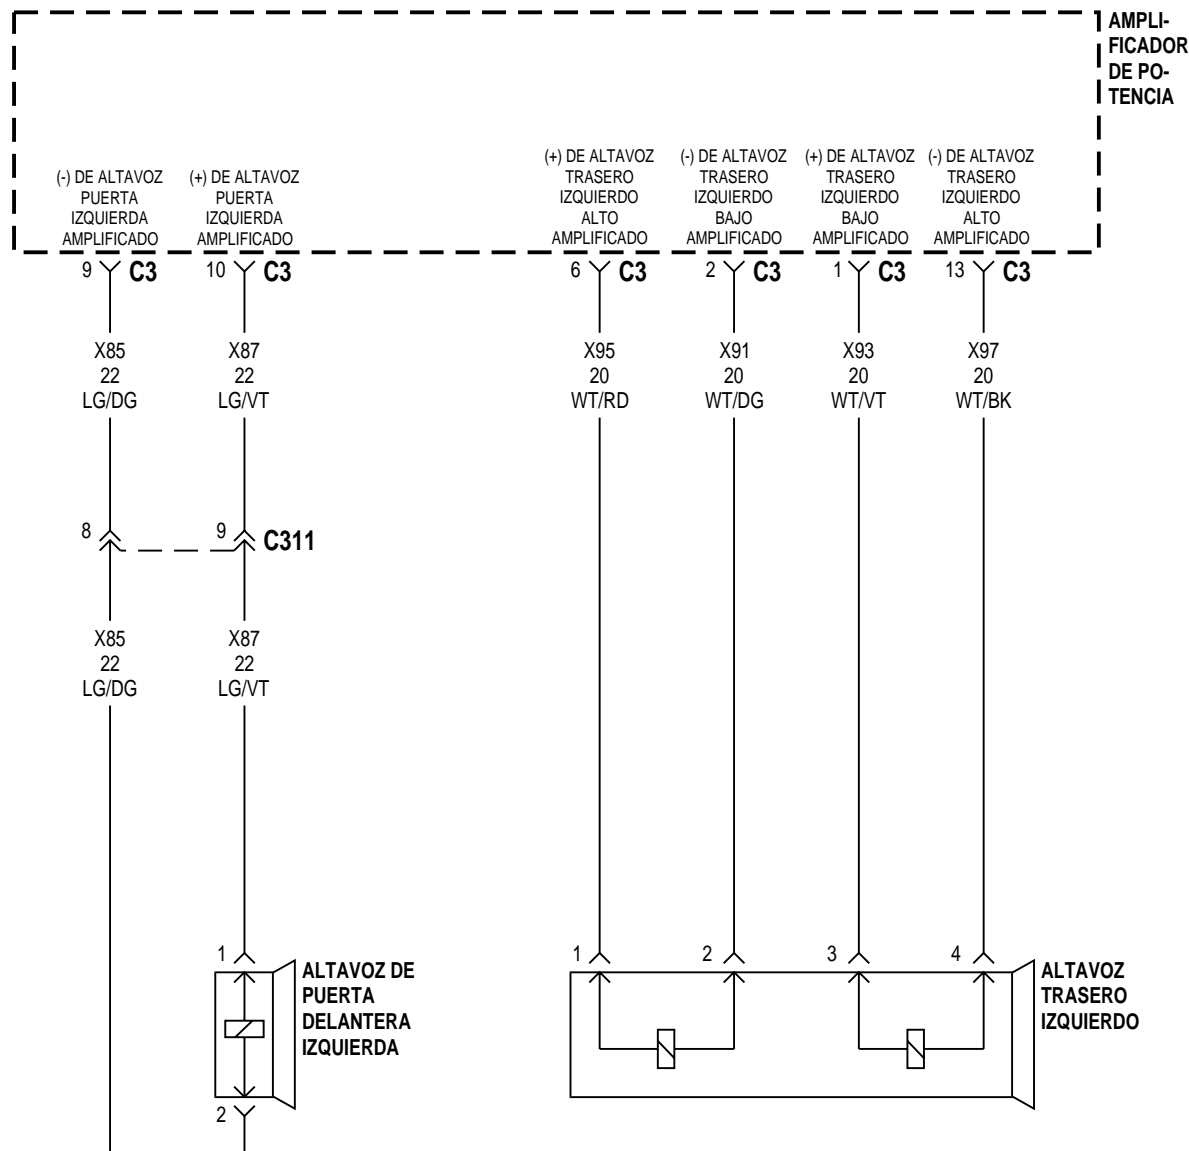 AMPLI-
FICADOR
DE PO-
TENCIA
(-) DE ALTAVOZ
PUERTA
IZQUIERDA
AMPLIFICADO
(+) DE ALTAVOZ
PUERTA
IZQUIERDA
AMPLIFICADO
(+) DE ALTAVOZ
TRASERO
IZQUIERDO
ALTO
AMPLIFICADO
(-) DE ALTAVOZ
TRASERO
IZQUIERDO
BAJO
AMPLIFICADO
(+) DE ALTAVOZ
TRASERO
IZQUIERDO
BAJO
AMPLIFICADO
(-) DE ALTAVOZ
TRASERO
IZQUIERDO
ALTO
AMPLIFICADO
9 C3
10 C3
6 C3
2 C3
1 C3
13 C3
X85
22
LG/DG
X87
22
LG/VT
X95
20
WT/RD
X91
20
WT/DG
X93
20
WT/VT
X97
20
WT/BK
8
9
C311
X85
22
LG/DG
X87
22
LG/VT
1
ALTAVOZ DE
PUERTA
DELANTERA
IZQUIERDA
2
1
2
3
4
ALTAVOZ
TRASERO
IZQUIERDO